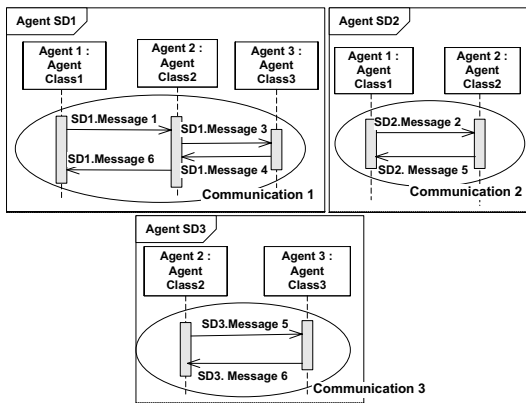 Agent SD1
Agent 1 :
Agent
Class1
Agent 2 :
Agent
Class2
Agent 3 :
Agent
Class3
SD1.Message 1
SD1.Message 3
SD1.Message 6
SD1.Message 4
Communication 1
Agent SD2
Agent 1 :
Agent
Class1
Agent 2 :
Agent
Class2
SD2.Message 2
SD2. Message 5
Communication 2
Agent SD3
Agent 2 :
Agent
Class2
Agent 3 :
Agent
Class3
SD3.Message 5
SD3. Message 6
Communication 3